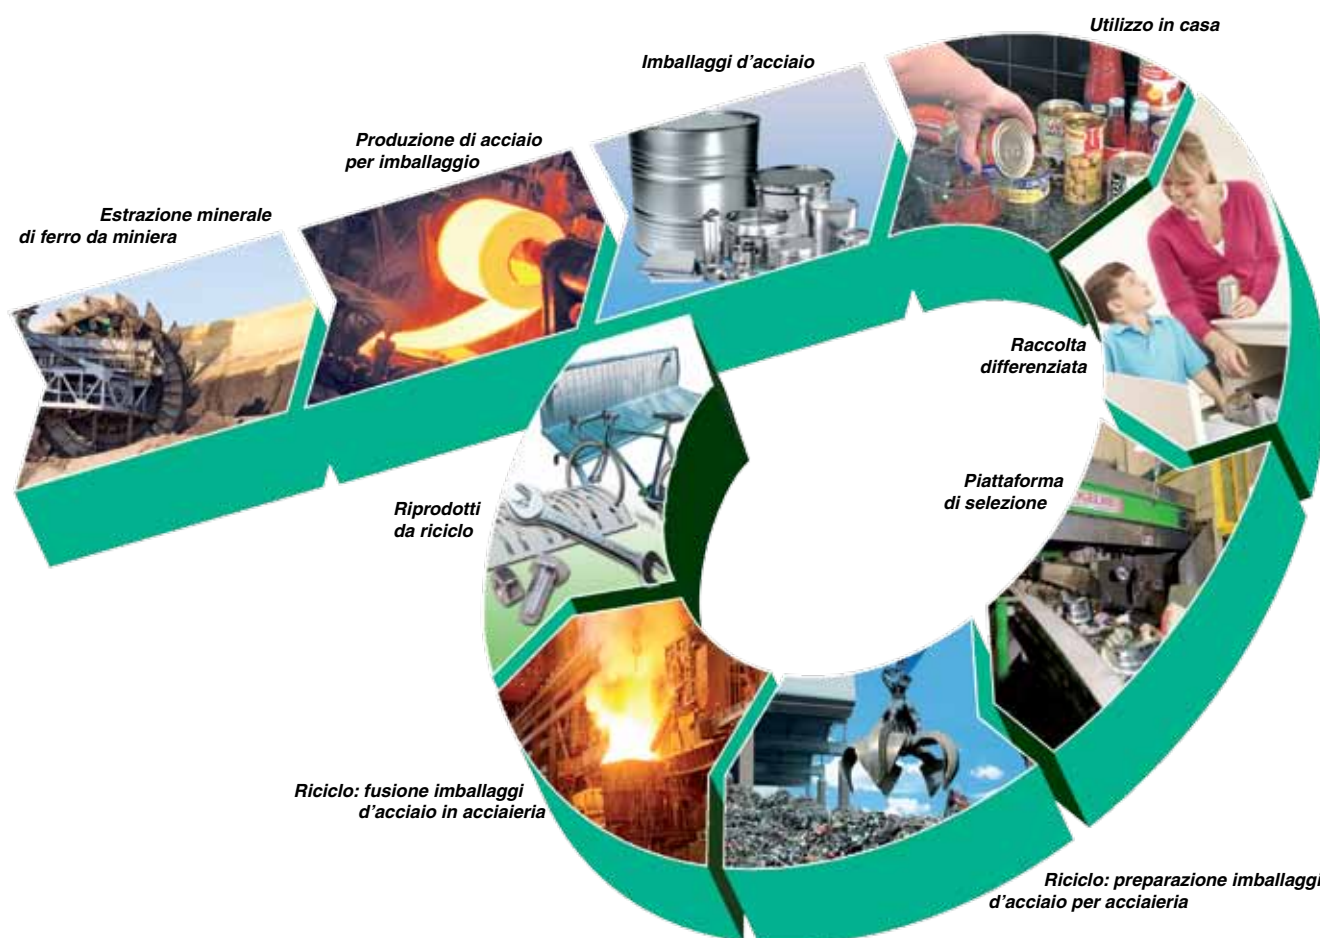 Utilizzo in casa
Imballaggi d'acciaio
Produzione di acciaio
per imballaggio
Estrazione minerale
di ferro da miniera
Raccolta
differenziata
Piattaforma
di selezione
Riprodotti
da riciclo
Riciclo: fusione imballaggi
d'acciaio in acciaieria
Riciclo: preparazione imballaggi
d'acciaio per acciaieria